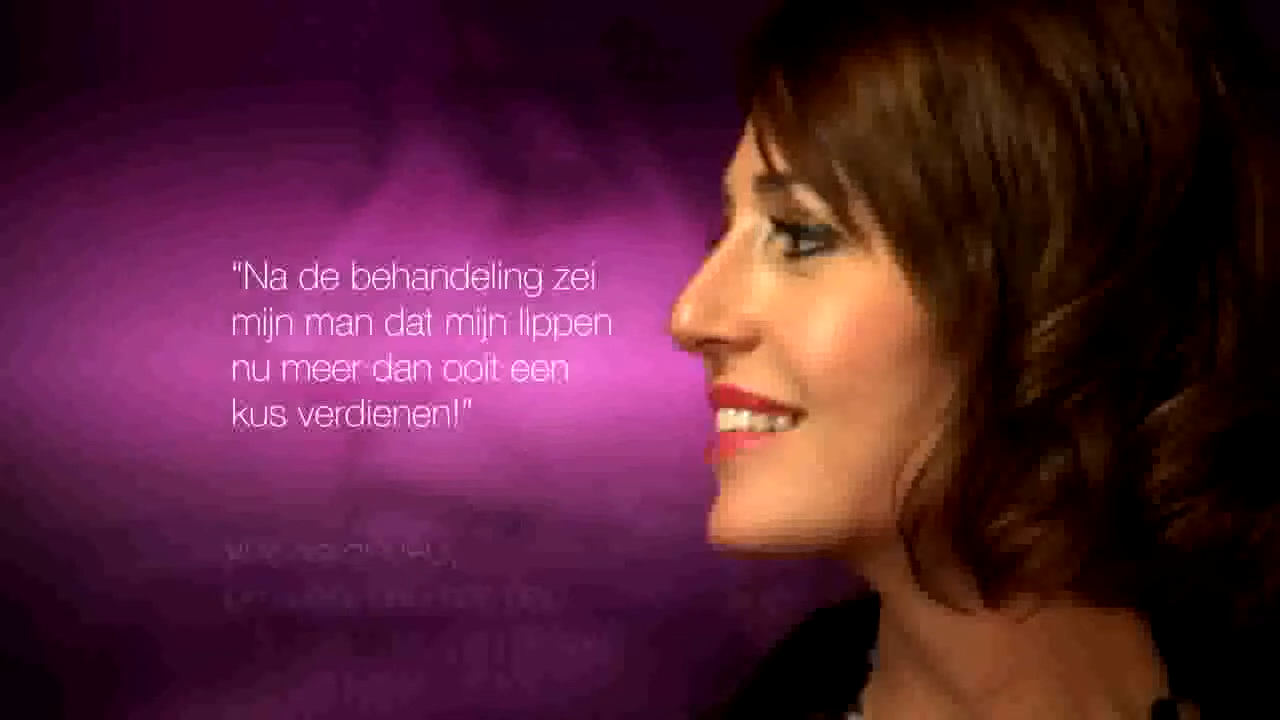 “Na de behandeling zei
mijn man dat mijn lippen
nu meer dan ooit een
kus verdienen!”